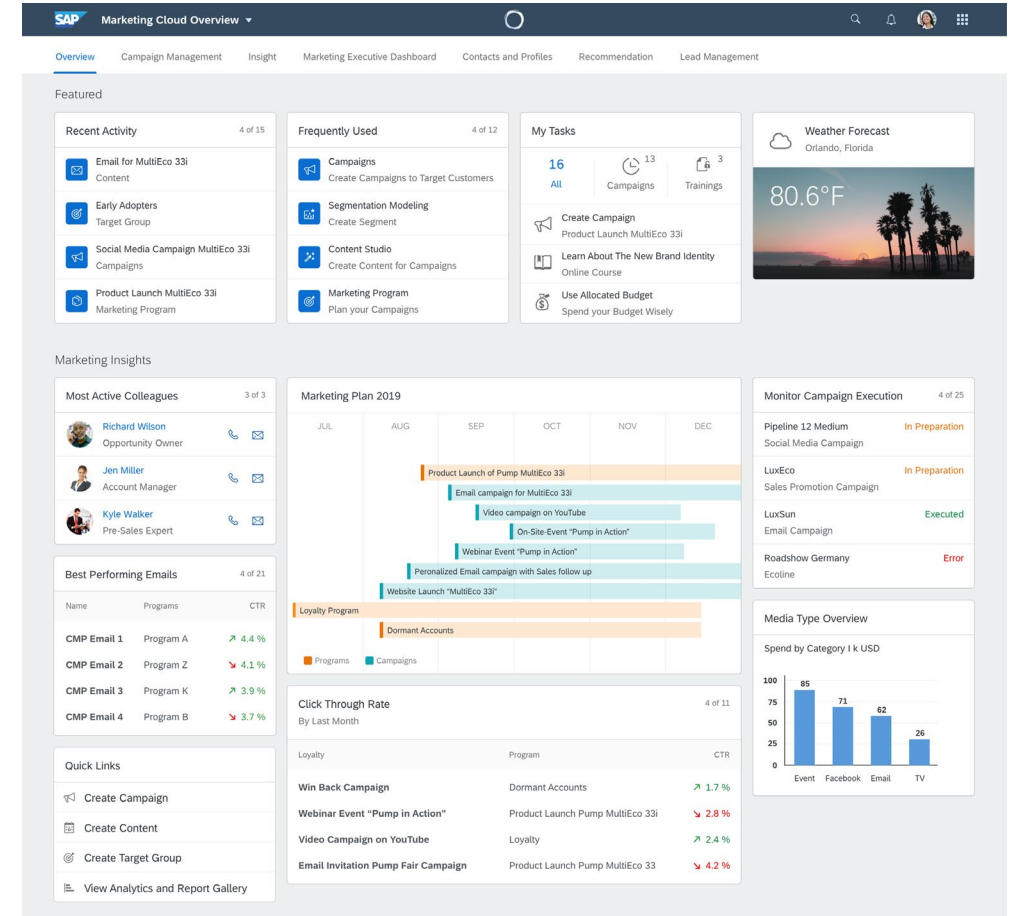 SAP Marketing Cloud Overview
Overview Campaign Management Insight Marketing Executive Dashboard Contacts and Profiles Recommendation Lead Management
Featured
Recent Activity 4 of 15
Email for MultiEco 33i
Content
Early Adopters
Target Group
Social Media Campaign MultiEco 33i
Campaigns
Product Launch MultiEco 33i
Marketing Program
Frequently Used 4 of 12
Campaigns
Create Campaigns to Target Customers
Segmentation Modeling
Create Segment
Content Studio
Create Content for Campaigns
Marketing Program
Plan your Campaigns
My Tasks
16 13 3
All Campaigns Trainings
Create Campaign
Product Launch MultiEco 33i
Learn About The New Brand Identity
Online Course
Use Allocated Budget
Spend your Budget Wisely
Weather Forecast
Orlando, Florida
80.6°F
Marketing Insights
Most Active Colleagues 3 of 3
Richard Wilson
Opportunity Owner
Jen Miller
Account Manager
Kyle Walker
Pre-Sales Expert
Best Performing Emails 4 of 21
Name Programs CTR
CMP Email 1 Program A 4.4 %
CMP Email 2 Program Z 4.1 %
CMP Email 3 Program K 3.9 %
CMP Email 4 Program B 3.7 %
Quick Links
Create Campaign
Create Content
Create Target Group
View Analytics and Report Gallery
Marketing Plan 2019
JUL AUG SEP OCT NOV DEC
Product Launch of Pump MultiEco 33i
Email campaign for MultiEco 33i
Video campaign on YouTube
On-Site-Event "Pump in Action"
Webinar Event "Pump in Action"
Peronalized Email campaign with Sales follow up
Website Launch "MultiEco 33i"
Loyalty Program
Dormant Accounts
Programs Campaigns
Click Through Rate 4 of 11
By Last Month
Loyalty Program CTR
Win Back Campaign Dormant Accounts 1.7 %
Webinar Event "Pump in Action" Product Launch Pump MultiEco 33i 2.8 %
Video Campaign on YouTube Loyalty 2.4 %
Email Invitation Pump Fair Campaign Product Launch Pump MultiEco 33 4.2 %
Monitor Campaign Execution 4 of 25
Pipeline 12 Medium In Preparation
Social Media Campaign
LuxEco In Preparation
Sales Promotion Campaign
LuxSun Executed
Email Campaign
Roadshow Germany Error
Ecoline
Media Type Overview
Spend by Category I k USD
100
75
50
25
0
85
71
62
26
Event Facebook Email TV